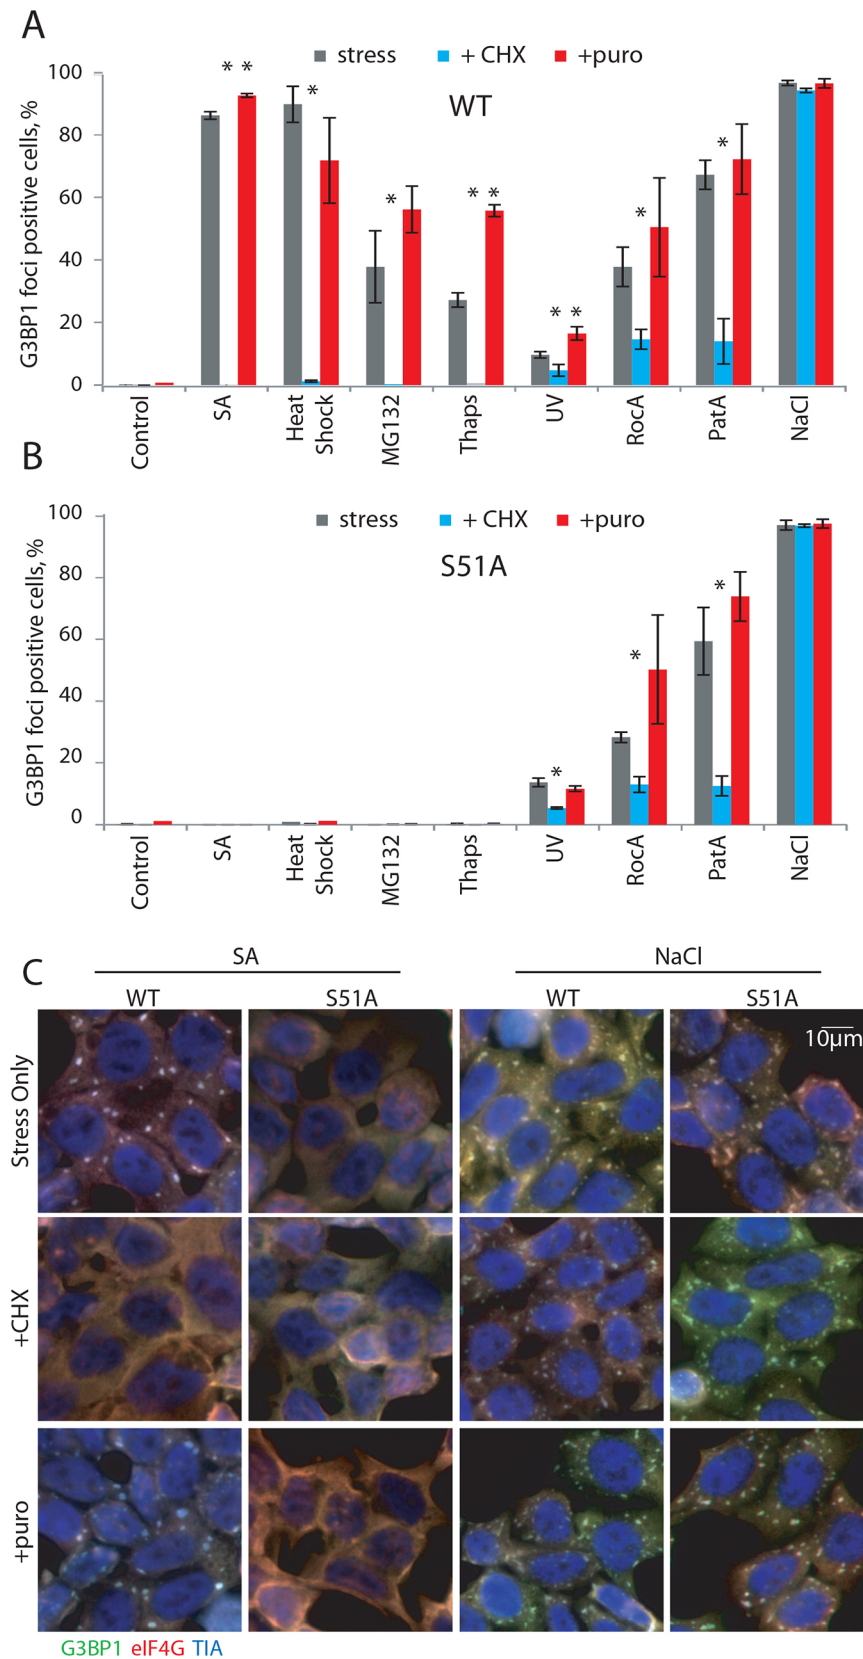 A
stress + CHX +puro
WT
G3BP1 foci positive cells, %
100
80
60
40
20
0
* *
*
*
* *
* *
*
*
Control SA Heat Shock MG132 Thaps UV RocA PatA NaCl
B
stress + CHX +puro
S51A
G3BP1 foci positive cells, %
100
80
60
40
20
0
*
*
*
Control SA Heat Shock MG132 Thaps UV RocA PatA NaCl
C
SA NaCl
WT S51A WT S51A
Stress Only
10µm
+CHX
+puro
G3BP1 eIF4G TIA